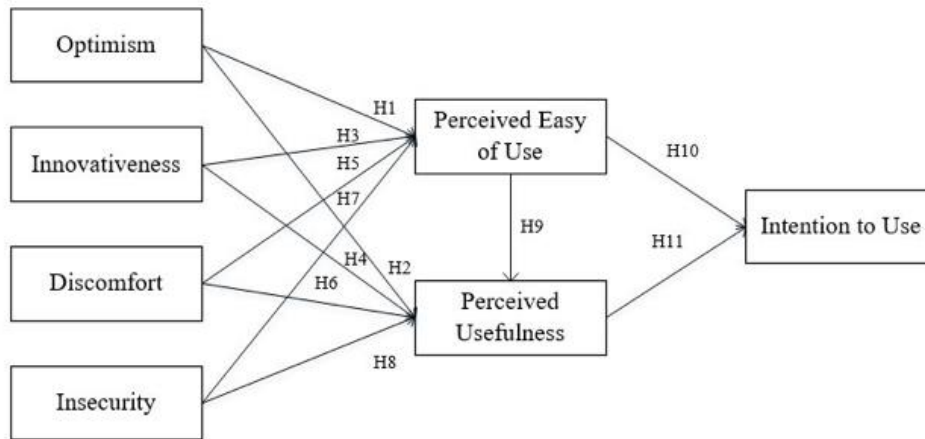 Optimism
Innovativeness
Discomfort
Insecurity
H1
H3
H5
H7
H4
H2
H6
H8
Perceived Easy
of Use
H9
Perceived
Usefulness
H10
H11
Intention to Use